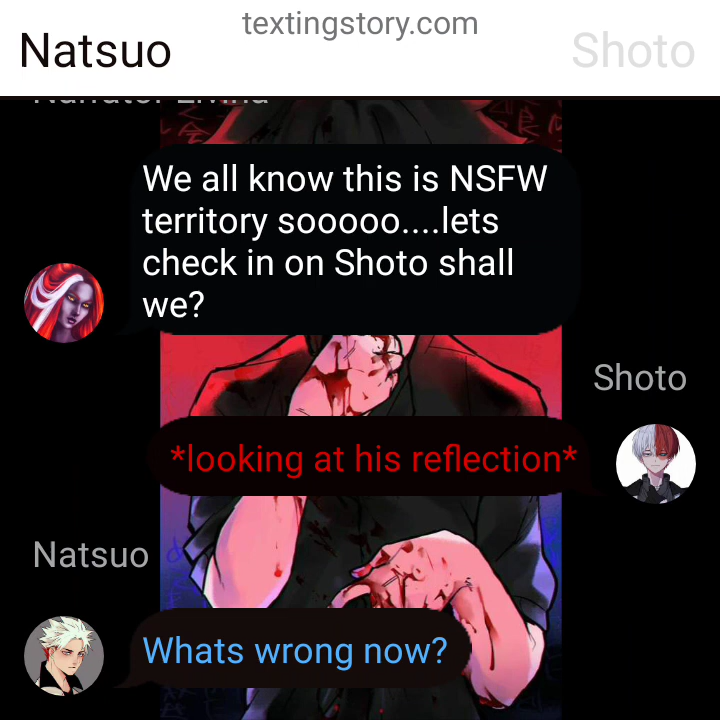 textingstory.com
Natsuo
Shoto
We all know this is NSFW
territory sooooo....lets
check in on Shoto shall
we?
Shoto
*looking at his reflection*
Natsuo
Whats wrong now?